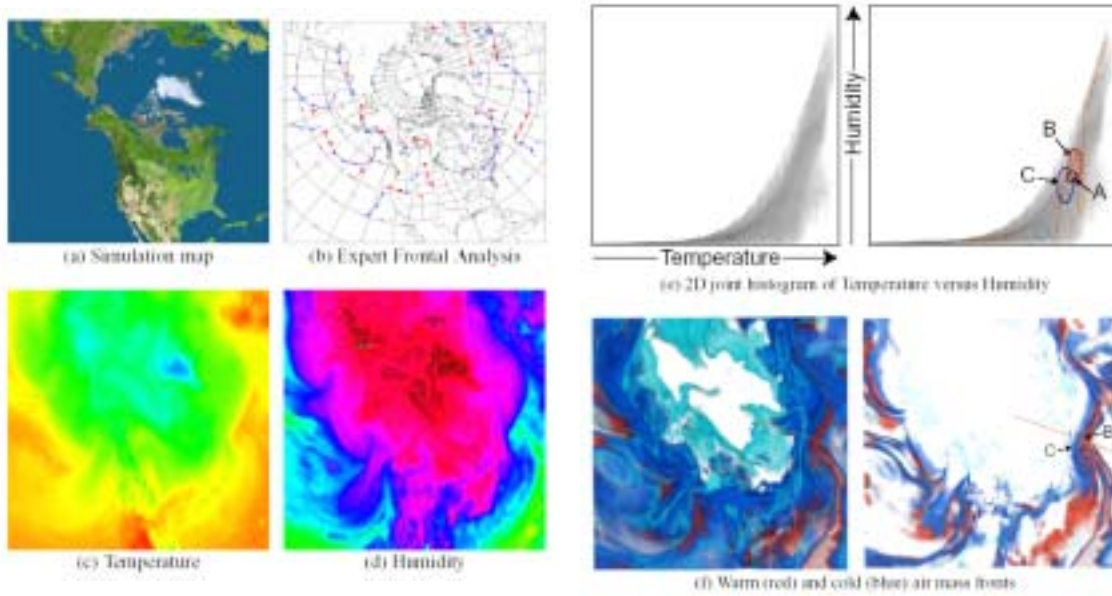 (a) Simulation map
(b) Expert Frontal Analysis
(c) Temperature
(d) Humidity
Humidity
B
C
A
Temperature
(e) 2D joint histogram of Temperature versus Humidity
B
C
(f) Warm (red) and cold (blue) air mass fronts